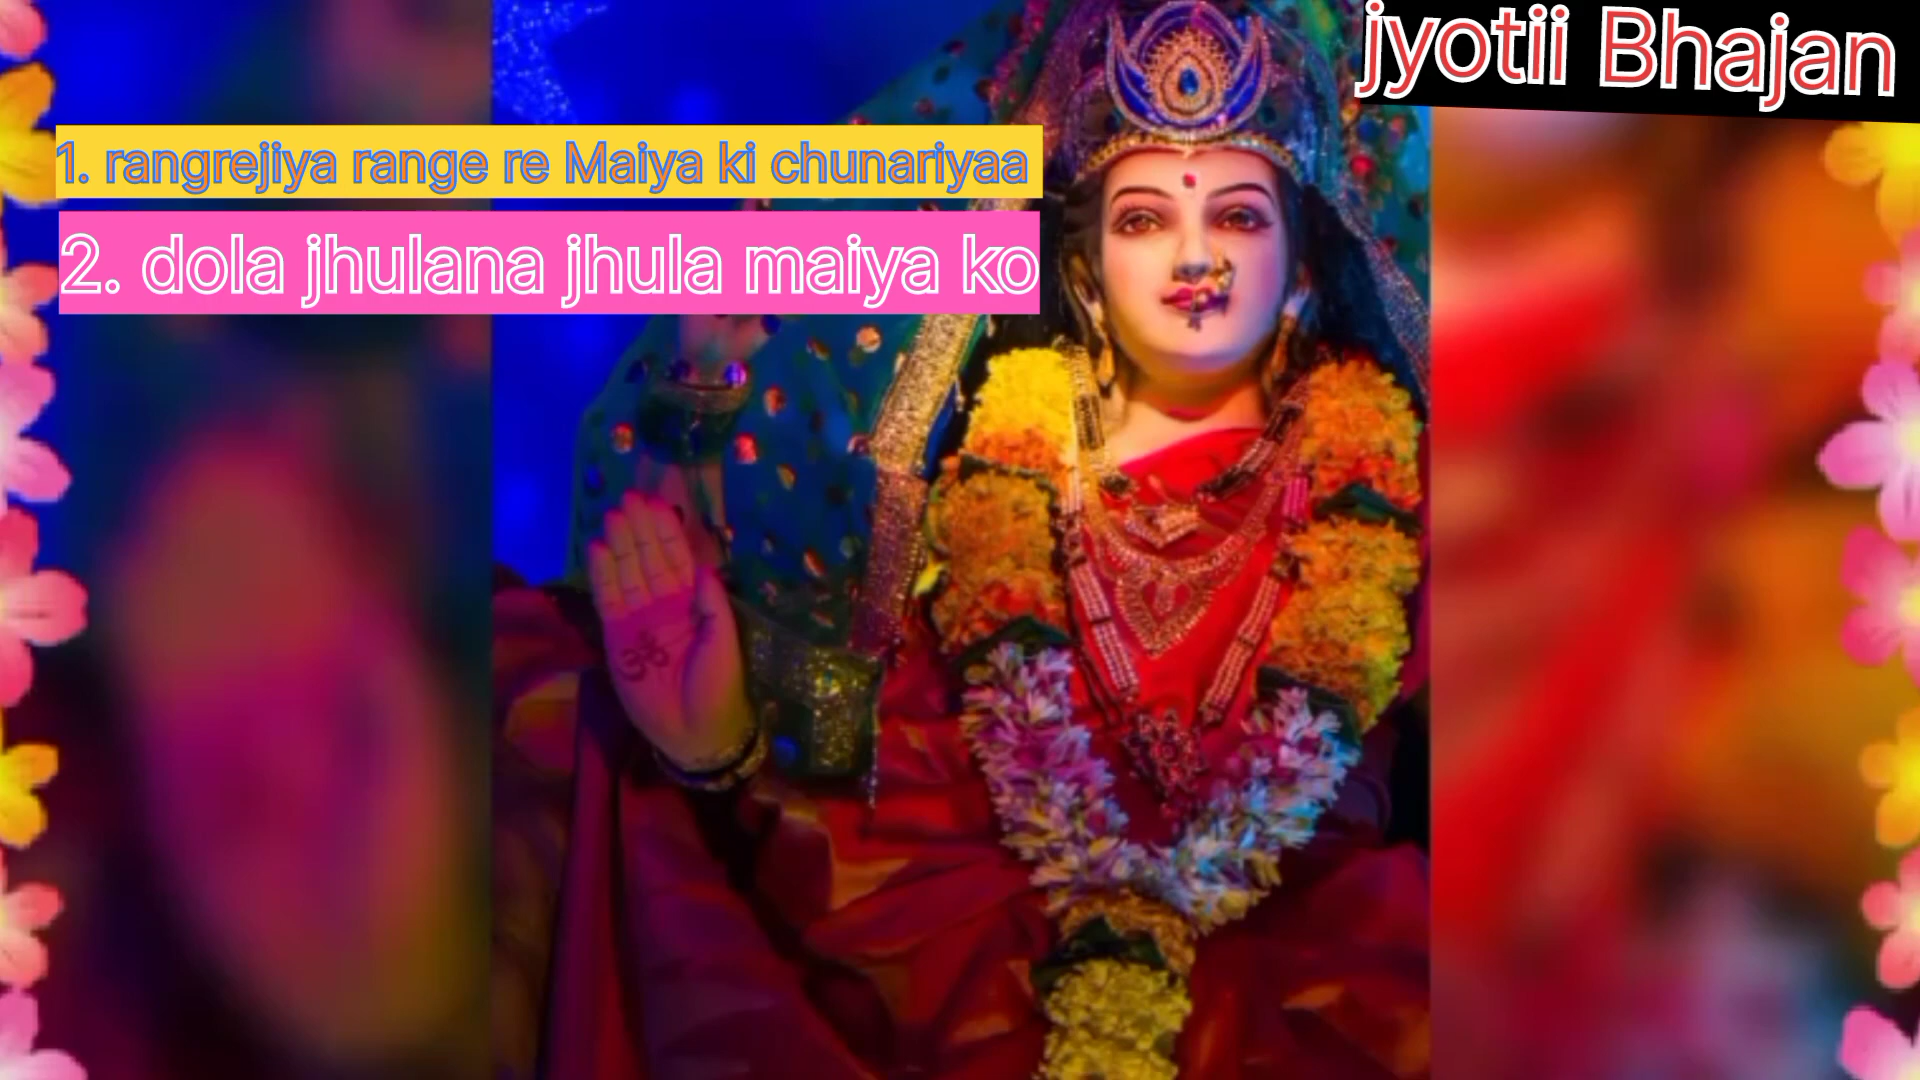 jyotii Bhajan
1. rangrejiya range re Maiya ki chunariyaa
2. dola jhulana jhula maiya ko
ॐ